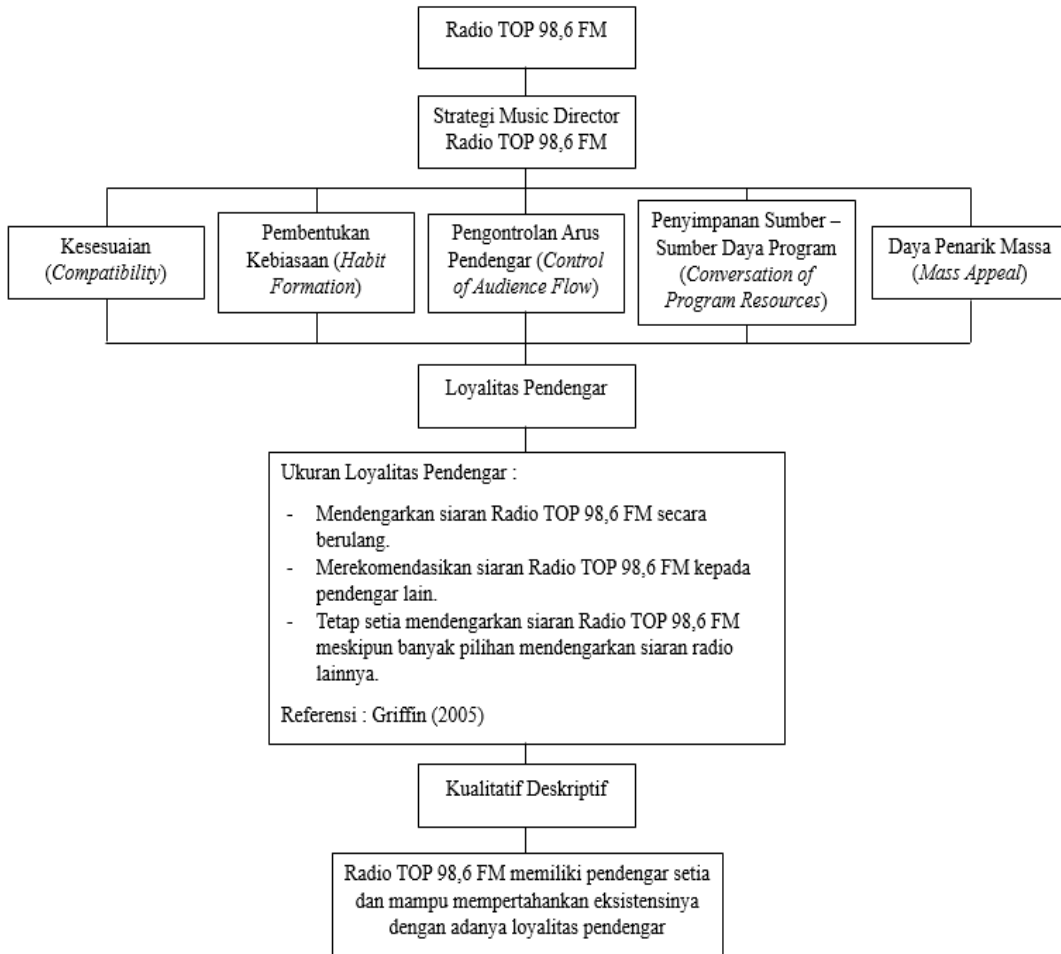 Radio TOP 98,6 FM
Strategi Music Director
Radio TOP 98,6 FM
Kesesuaian
(Compatibility)
Pembentukan
Kebiasaan (Habit
Formation)
Pengontrolan Arus
Pendengar (Control
of Audience Flow)
Penyimpanan Sumber –
Sumber Daya Program
(Conversation of
Program Resources)
Daya Penarik Massa
(Mass Appeal)
Loyalitas Pendengar
Ukuran Loyalitas Pendengar :
- Mendengarkan siaran Radio TOP 98,6 FM secara
berulang.
- Merekomendasikan siaran Radio TOP 98,6 FM kepada
pendengar lain.
- Tetap setia mendengarkan siaran Radio TOP 98,6 FM
meskipun banyak pilihan mendengarkan siaran radio
lainnya.
Referensi : Griffin (2005)
Kualitatif Deskriptif
Radio TOP 98,6 FM memiliki pendengar setia
dan mampu mempertahankan eksistensinya
dengan adanya loyalitas pendengar